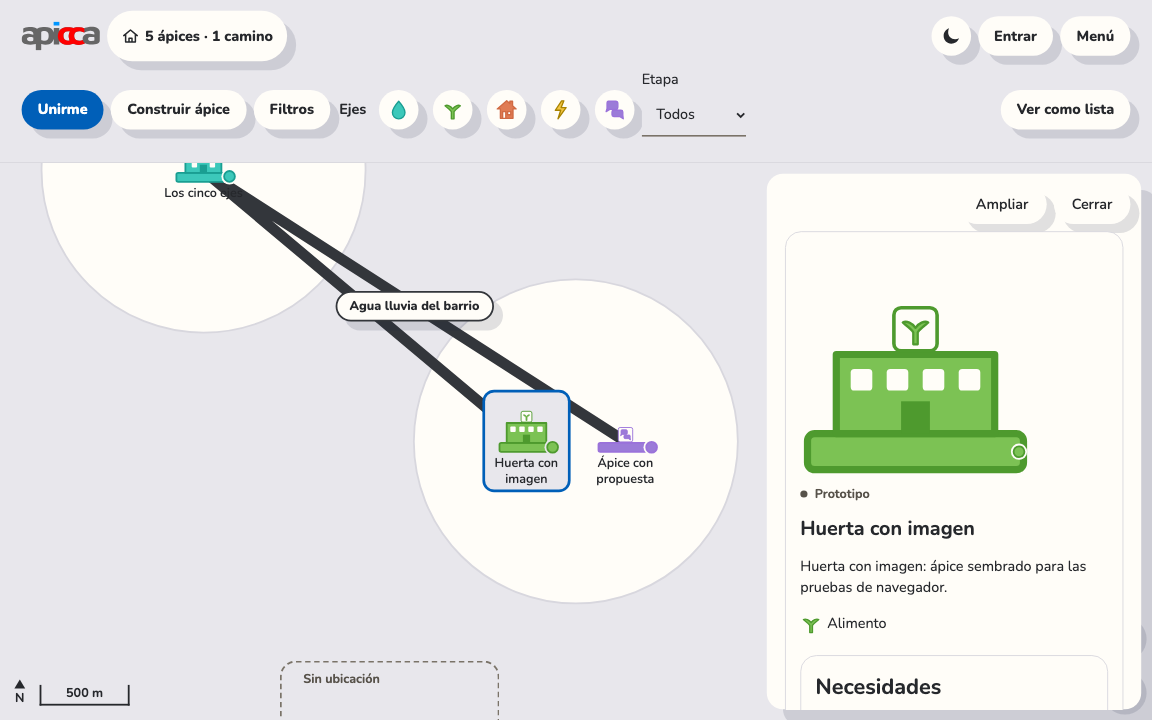 apicca
5 ápices · 1 camino
Entrar
Menú
Unirme
Construir ápice
Filtros
Ejes
Etapa
Todos
Ver como lista
Los cinco ejes
Agua lluvia del barrio
Huerta con
imagen
Ápice con
propuesta
Sin ubicación
N
500 m
Ampliar
Cerrar
Prototipo
Huerta con imagen
Huerta con imagen: ápice sembrado para las
pruebas de navegador.
Alimento
Necesidades